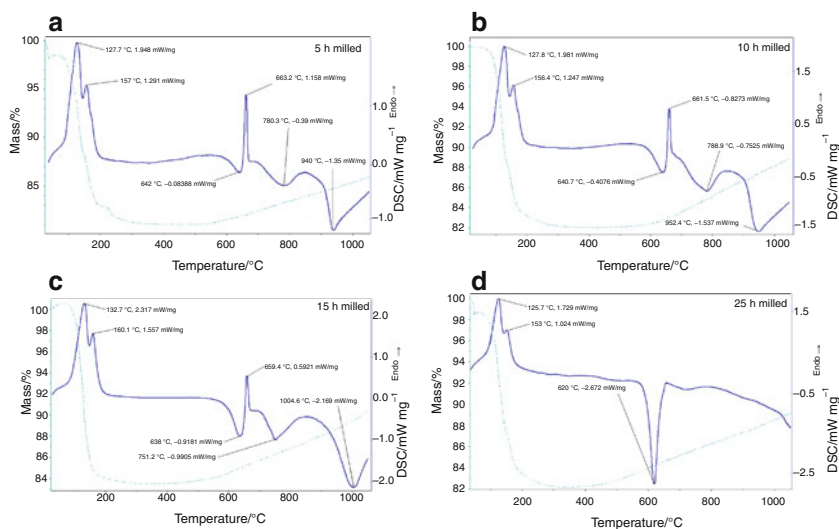 a
5 h milled
127.7 °C, 1.948 mW/mg
157 °C, 1.291 mW/mg
663.2 °C, 1.158 mW/mg
780.3 °C, −0.39 mW/mg
940 °C, −1.35 mW/mg
642 °C, −0.08388 mW/mg
100
95
90
85
Mass/%
1.0
0.0
−1.0
Endo →
DSC/mW mg−1
0 200 400 600 800 1000
Temperature/°C
b
10 h milled
127.8 °C, 1.981 mW/mg
156.4 °C, 1.247 mW/mg
661.5 °C, −0.8273 mW/mg
788.9 °C, −0.7525 mW/mg
640.7 °C, −0.4076 mW/mg
952.4 °C, −1.537 mW/mg
100
98
96
94
92
90
88
86
84
82
Mass/%
1.5
0.5
−0.5
−1.5
Endo →
DSC/mW mg−1
200 400 600 800 1000
Temperature/°C
c
15 h milled
132.7 °C, 2.317 mW/mg
160.1 °C, 1.557 mW/mg
659.4 °C, 0.5921 mW/mg
1004.6 °C, −2.169 mW/mg
638 °C, −0.9181 mW/mg
751.2 °C, −0.9905 mW/mg
100
98
96
94
92
90
88
86
84
Mass/%
2.0
1.0
0.0
−1.0
−2.0
Endo →
DSC/mW mg−1
200 400 600 800 1000
Temperature/°C
d
25 h milled
125.7 °C, 1.729 mW/mg
153 °C, 1.024 mW/mg
620 °C, −2.672 mW/mg
100
98
96
94
92
90
88
86
84
82
Mass/%
1.5
−0.5
2.5
Endo →
DSC/mW mg−1
200 400 600 800 1000
Temperature/°C